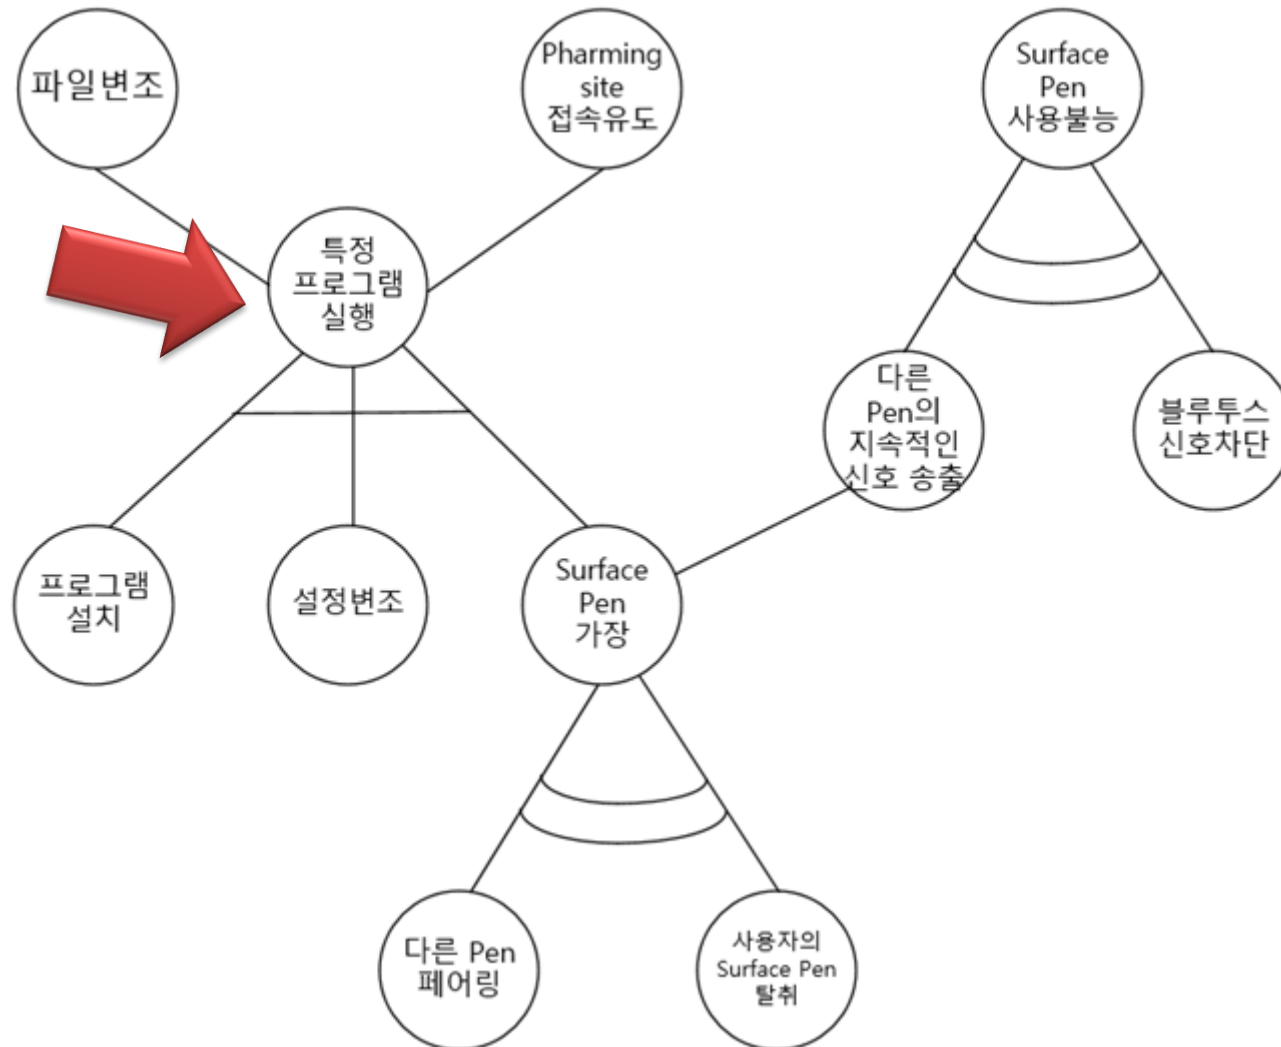 파일변조
Pharming
site
접속유도
Surface
Pen
사용불능
특정
프로그램
실행
다른
Pen의
지속적인
신호 송출
블루투스
신호차단
프로그램
설치
설정변조
Surface
Pen
가장
다른 Pen
페어링
사용자의
Surface Pen
탈취